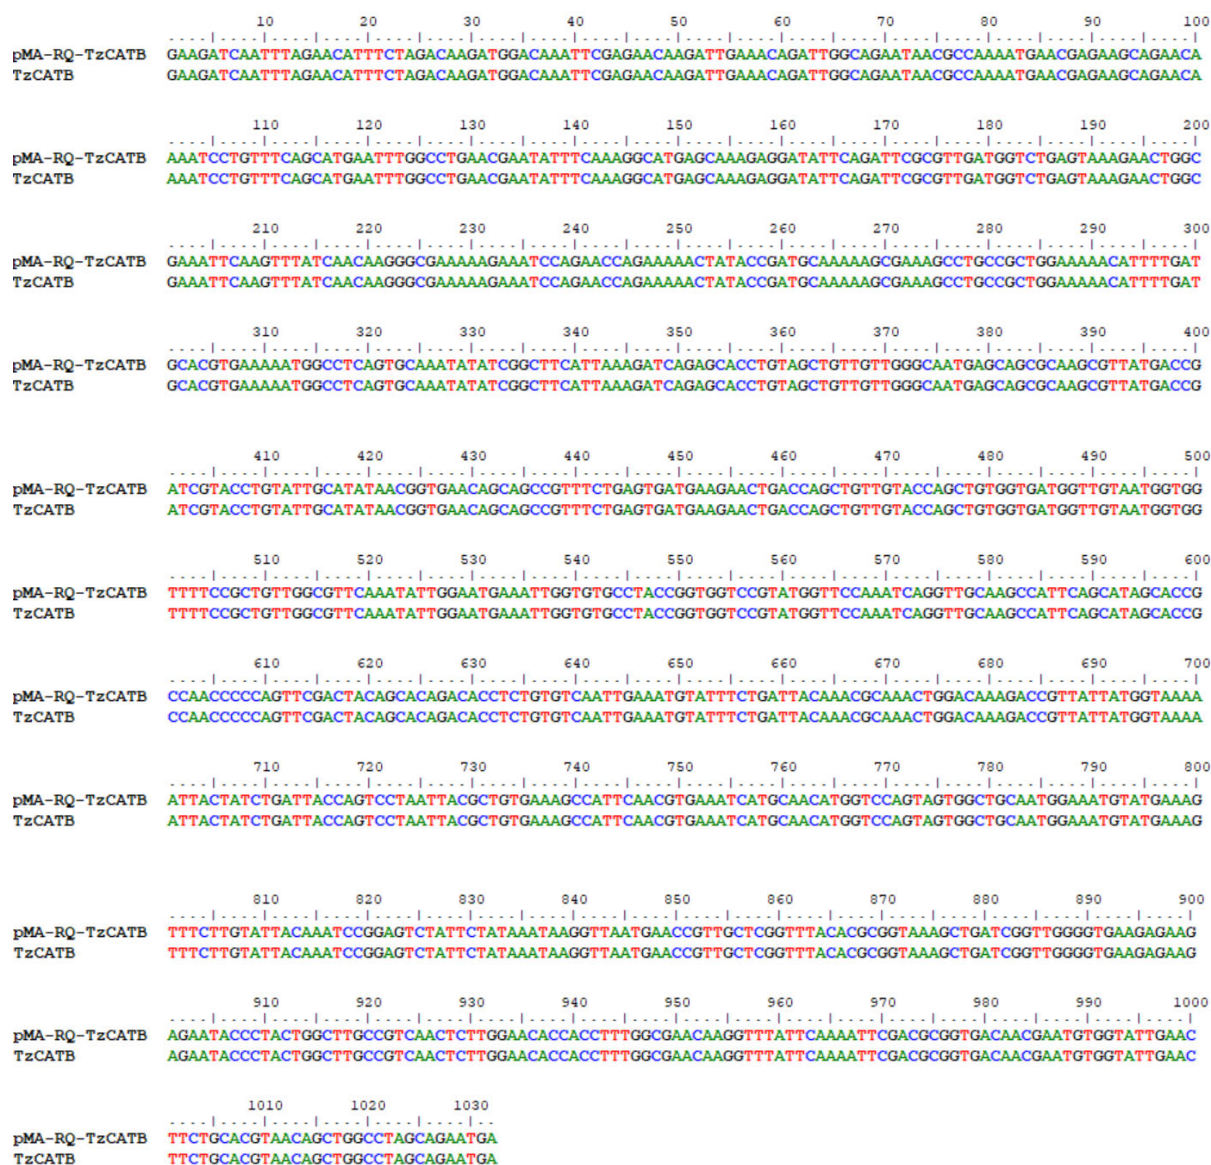 10 20 30 40 50 60 70 80 90 100
....|....|....|....|....|....|....|....|....|....|....|....|....|....|....|....|....|....|....|....|
pMA-RQ-TzCATB GAAGATCAATTTAGAACATTTCTAGACAAGATGGACAAATTCGAGAACAAGATTGAAACAGATTGGCAGAATAACGCCAAAATGAACGAGAAGCAGAACA
TzCATB GAAGATCAATTTAGAACATTTCTAGACAAGATGGACAAATTCGAGAACAAGATTGAAACAGATTGGCAGAATAACGCCAAAATGAACGAGAAGCAGAACA
110 120 130 140 150 160 170 180 190 200
....|....|....|....|....|....|....|....|....|....|....|....|....|....|....|....|....|....|....|....|
pMA-RQ-TzCATB AAATCCTGTTTCAGCATGAATTTGGCCTGAACGAATATTTCAAAGGCATGAGCAAAGAGGATATTCAGATTCGCGTTGATGGTCTGAGTAAAGAACTGGC
TzCATB AAATCCTGTTTCAGCATGAATTTGGCCTGAACGAATATTTCAAAGGCATGAGCAAAGAGGATATTCAGATTCGCGTTGATGGTCTGAGTAAAGAACTGGC
210 220 230 240 250 260 270 280 290 300
....|....|....|....|....|....|....|....|....|....|....|....|....|....|....|....|....|....|....|....|
pMA-RQ-TzCATB GAAATTCAAGTTTATCAACAAGGGCGAAAAAGAAATCCAGAACCAGAAAAACTATACCGATGCAAAAAGCGAAAGCCTGCCGCTGGAAAAACATTTTGAT
TzCATB GAAATTCAAGTTTATCAACAAGGGCGAAAAAGAAATCCAGAACCAGAAAAACTATACCGATGCAAAAAGCGAAAGCCTGCCGCTGGAAAAACATTTTGAT
310 320 330 340 350 360 370 380 390 400
....|....|....|....|....|....|....|....|....|....|....|....|....|....|....|....|....|....|....|....|
pMA-RQ-TzCATB GCACGTGAAAAATGGCCTCAGTGCAAATATATCGGCTTCATTAAAGATCAGAGCACCTGTAGCTGTTGTTGGGCAATGAGCAGCGCAAGCGTTATGACCG
TzCATB GCACGTGAAAAATGGCCTCAGTGCAAATATATCGGCTTCATTAAAGATCAGAGCACCTGTAGCTGTTGTTGGGCAATGAGCAGCGCAAGCGTTATGACCG
410 420 430 440 450 460 470 480 490 500
....|....|....|....|....|....|....|....|....|....|....|....|....|....|....|....|....|....|....|....|
pMA-RQ-TzCATB ATCGTACCTGTATTGCATATAACGGTGAACAGCAGCCGTTTCTGAGTGATGAAGAACTGACCAGCTGTTGTACCAGCTGTGGTGATGGTTGTAATGGTGG
TzCATB ATCGTACCTGTATTGCATATAACGGTGAACAGCAGCCGTTTCTGAGTGATGAAGAACTGACCAGCTGTTGTACCAGCTGTGGTGATGGTTGTAATGGTGG
510 520 530 540 550 560 570 580 590 600
....|....|....|....|....|....|....|....|....|....|....|....|....|....|....|....|....|....|....|....|
pMA-RQ-TzCATB TTTTCCGCTGTTGGCGTTCAAATATTGGAATGAAATTGGTGTGCCTACCGGTGGTCCGTATGGTTCCAAATCAGGTTGCAAGCCATTCAGCATAGCACCG
TzCATB TTTTCCGCTGTTGGCGTTCAAATATTGGAATGAAATTGGTGTGCCTACCGGTGGTCCGTATGGTTCCAAATCAGGTTGCAAGCCATTCAGCATAGCACCG
610 620 630 640 650 660 670 680 690 700
....|....|....|....|....|....|....|....|....|....|....|....|....|....|....|....|....|....|....|....|
pMA-RQ-TzCATB CCAACCCCCAGTTCGACTACAGCACAGACACCTCTGTGTCAATTGAAATGTATTTCTGATTACAAACGCAAACTGGACAAAGACCGTTATTATGGTAAAA
TzCATB CCAACCCCCAGTTCGACTACAGCACAGACACCTCTGTGTCAATTGAAATGTATTTCTGATTACAAACGCAAACTGGACAAAGACCGTTATTATGGTAAAA
710 720 730 740 750 760 770 780 790 800
....|....|....|....|....|....|....|....|....|....|....|....|....|....|....|....|....|....|....|....|
pMA-RQ-TzCATB ATTACTATCTGATTACCAGTCCTAATTACGCTGTGAAAGCCATTCAACGTGAAATCATGCAACATGGTCCAGTAGTGGCTGCAATGGAAATGTATGAAAG
TzCATB ATTACTATCTGATTACCAGTCCTAATTACGCTGTGAAAGCCATTCAACGTGAAATCATGCAACATGGTCCAGTAGTGGCTGCAATGGAAATGTATGAAAG
810 820 830 840 850 860 870 880 890 900
....|....|....|....|....|....|....|....|....|....|....|....|....|....|....|....|....|....|....|....|
pMA-RQ-TzCATB TTTCTTGTATTACAAATCCGGAGTCTATTCTATAAATAAGGTTAATGAACCGTTGCTCGGTTTACACGCGGTAAAGCTGATCGGTTGGGGTGAAGAGAAG
TzCATB TTTCTTGTATTACAAATCCGGAGTCTATTCTATAAATAAGGTTAATGAACCGTTGCTCGGTTTACACGCGGTAAAGCTGATCGGTTGGGGTGAAGAGAAG
910 920 930 940 950 960 970 980 990 1000
....|....|....|....|....|....|....|....|....|....|....|....|....|....|....|....|....|....|....|....|
pMA-RQ-TzCATB AGAATACCCTACTGGCTTGCCGTCAACTCTTGGAACACCACCTTTGGCGAACAAGGTTTATTCAAAATTCGACGCGGTGACAACGAATGTGGTATTGAAC
TzCATB AGAATACCCTACTGGCTTGCCGTCAACTCTTGGAACACCACCTTTGGCGAACAAGGTTTATTCAAAATTCGACGCGGTGACAACGAATGTGGTATTGAAC
1010 1020 1030
....|....|....|....|....|....|..
pMA-RQ-TzCATB TTCTGCACGTAACAGCTGGCCTAGCAGAATGA
TzCATB TTCTGCACGTAACAGCTGGCCTAGCAGAATGA